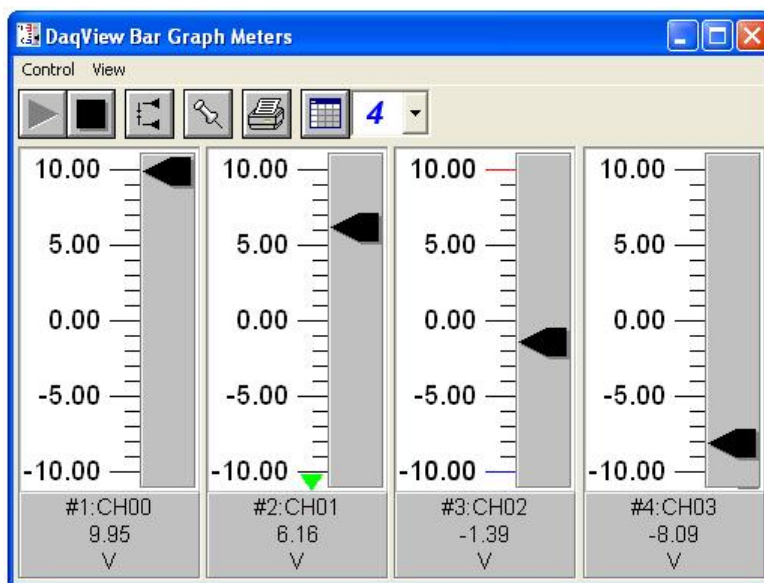 DaqView Bar Graph Meters
Control View
4
10.00 10.00 10.00 10.00
5.00 5.00 5.00 5.00
0.00 0.00 0.00 0.00
-5.00 -5.00 -5.00 -5.00
-10.00 -10.00 -10.00 -10.00
#1:CH00 #2:CH01 #3:CH02 #4:CH03
9.95 6.16 -1.39 -8.09
V V V V